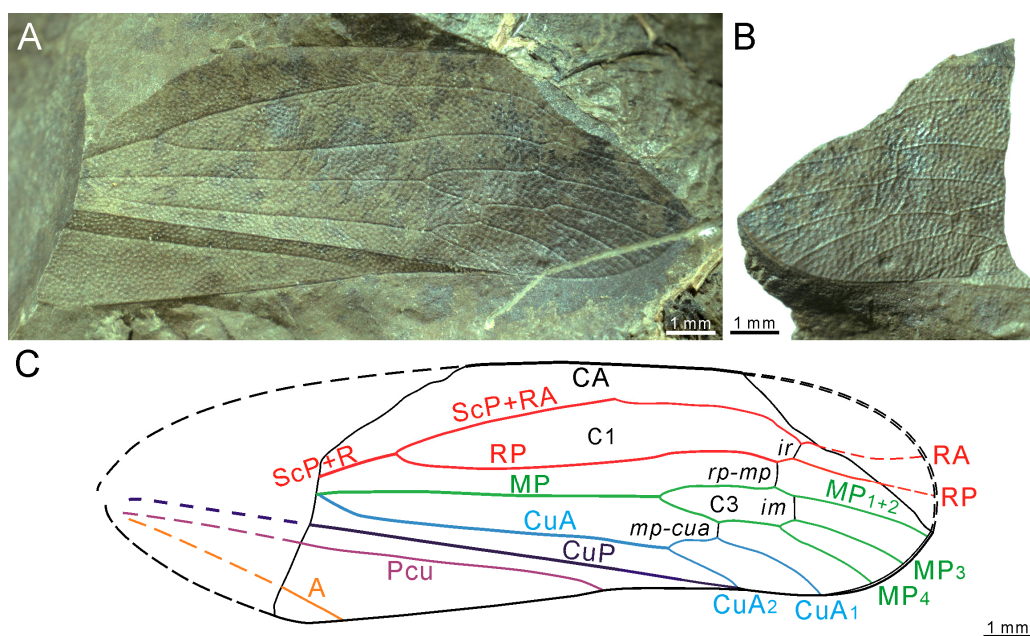 A
B
1 mm
1 mm
C
CA
ScP+RA
C1
ir
RA
ScP+R
RP
rp-mp
RP
MP
C3
im
MP1+2
CuA
mp-cua
CuP
Pcu
MP3
A
MP4
CuA2
CuA1
1 mm